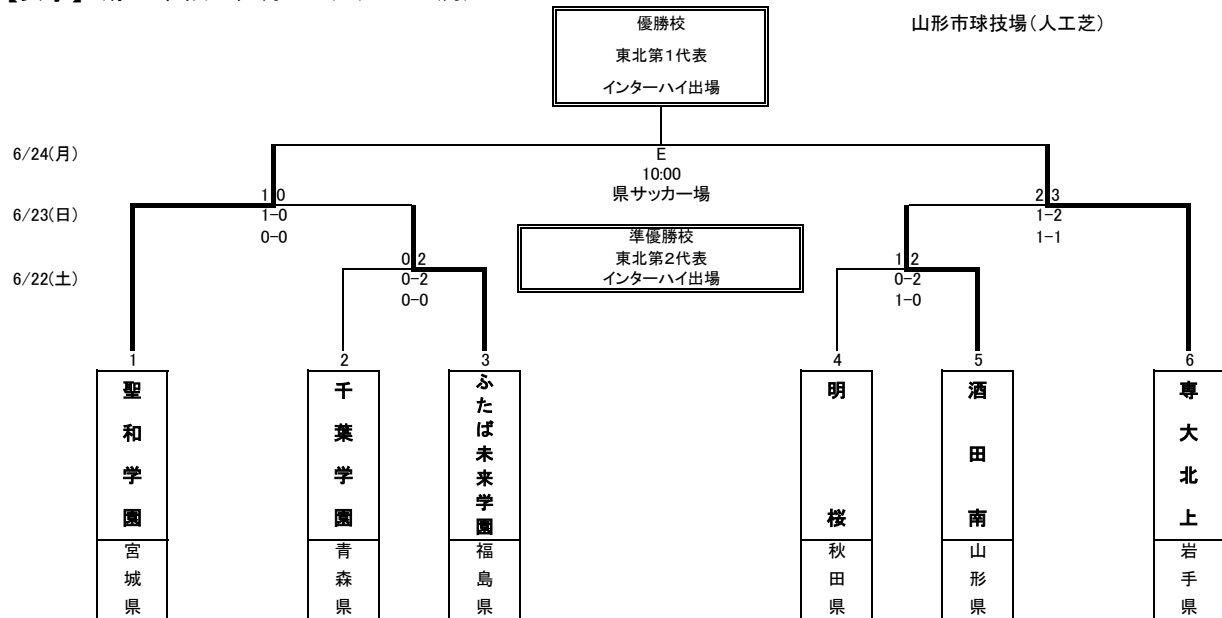 優勝校
東北第1代表
インターハイ出場
山形市球技場(人工芝)
6/24(月)
E
10:00
県サッカー場
6/23(日)
1 0
1-0
0-0
2 3
1-2
1-1
準優勝校
東北第2代表
インターハイ出場
6/22(土)
0 2
0-2
0-0
1 2
0-2
1-0
1
2
3
4
5
6
聖和学園
千葉学園
ふたば未来学園
明桜
酒田南
専大北上
宮城県
青森県
福島県
秋田県
山形県
岩手県